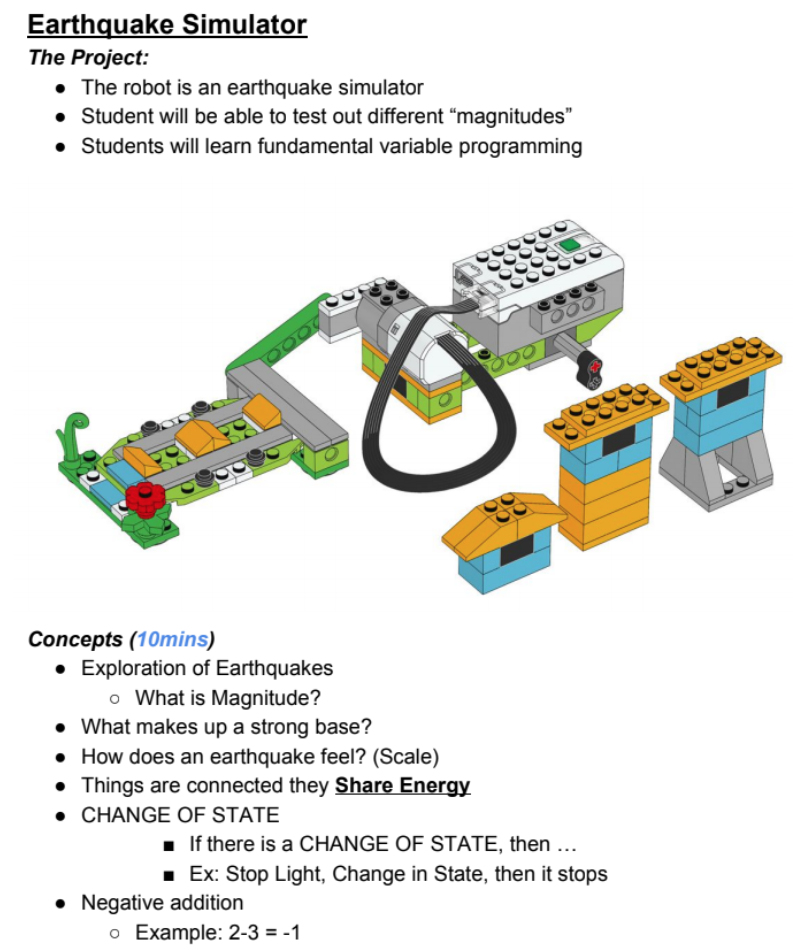 Earthquake Simulator
The Project:
● The robot is an earthquake simulator
● Student will be able to test out different “magnitudes”
● Students will learn fundamental variable programming
Concepts (10mins)
● Exploration of Earthquakes
○ What is Magnitude?
● What makes up a strong base?
● How does an earthquake feel? (Scale)
● Things are connected they Share Energy
● CHANGE OF STATE
■ If there is a CHANGE OF STATE, then …
■ Ex: Stop Light, Change in State, then it stops
● Negative addition
○ Example: 2-3 = -1